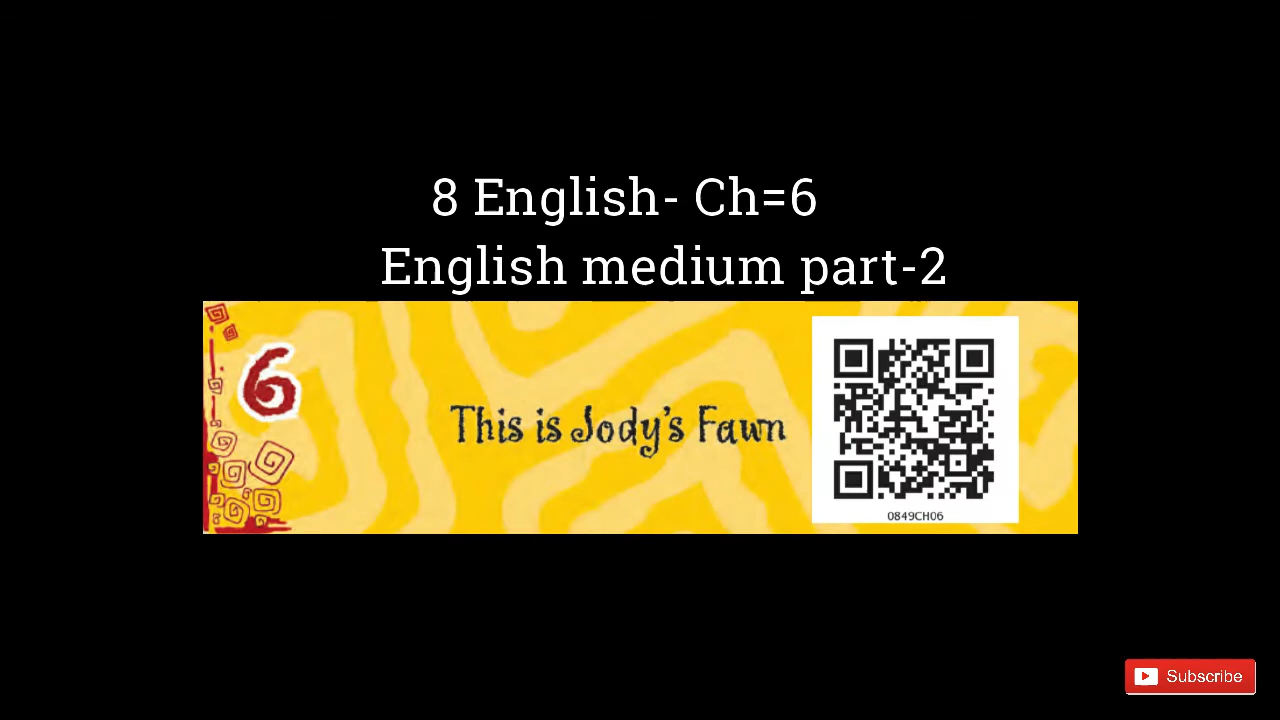 8 English- Ch=6
English medium part-2
6
This is Jody's Fawn
0849CH06
Subscribe